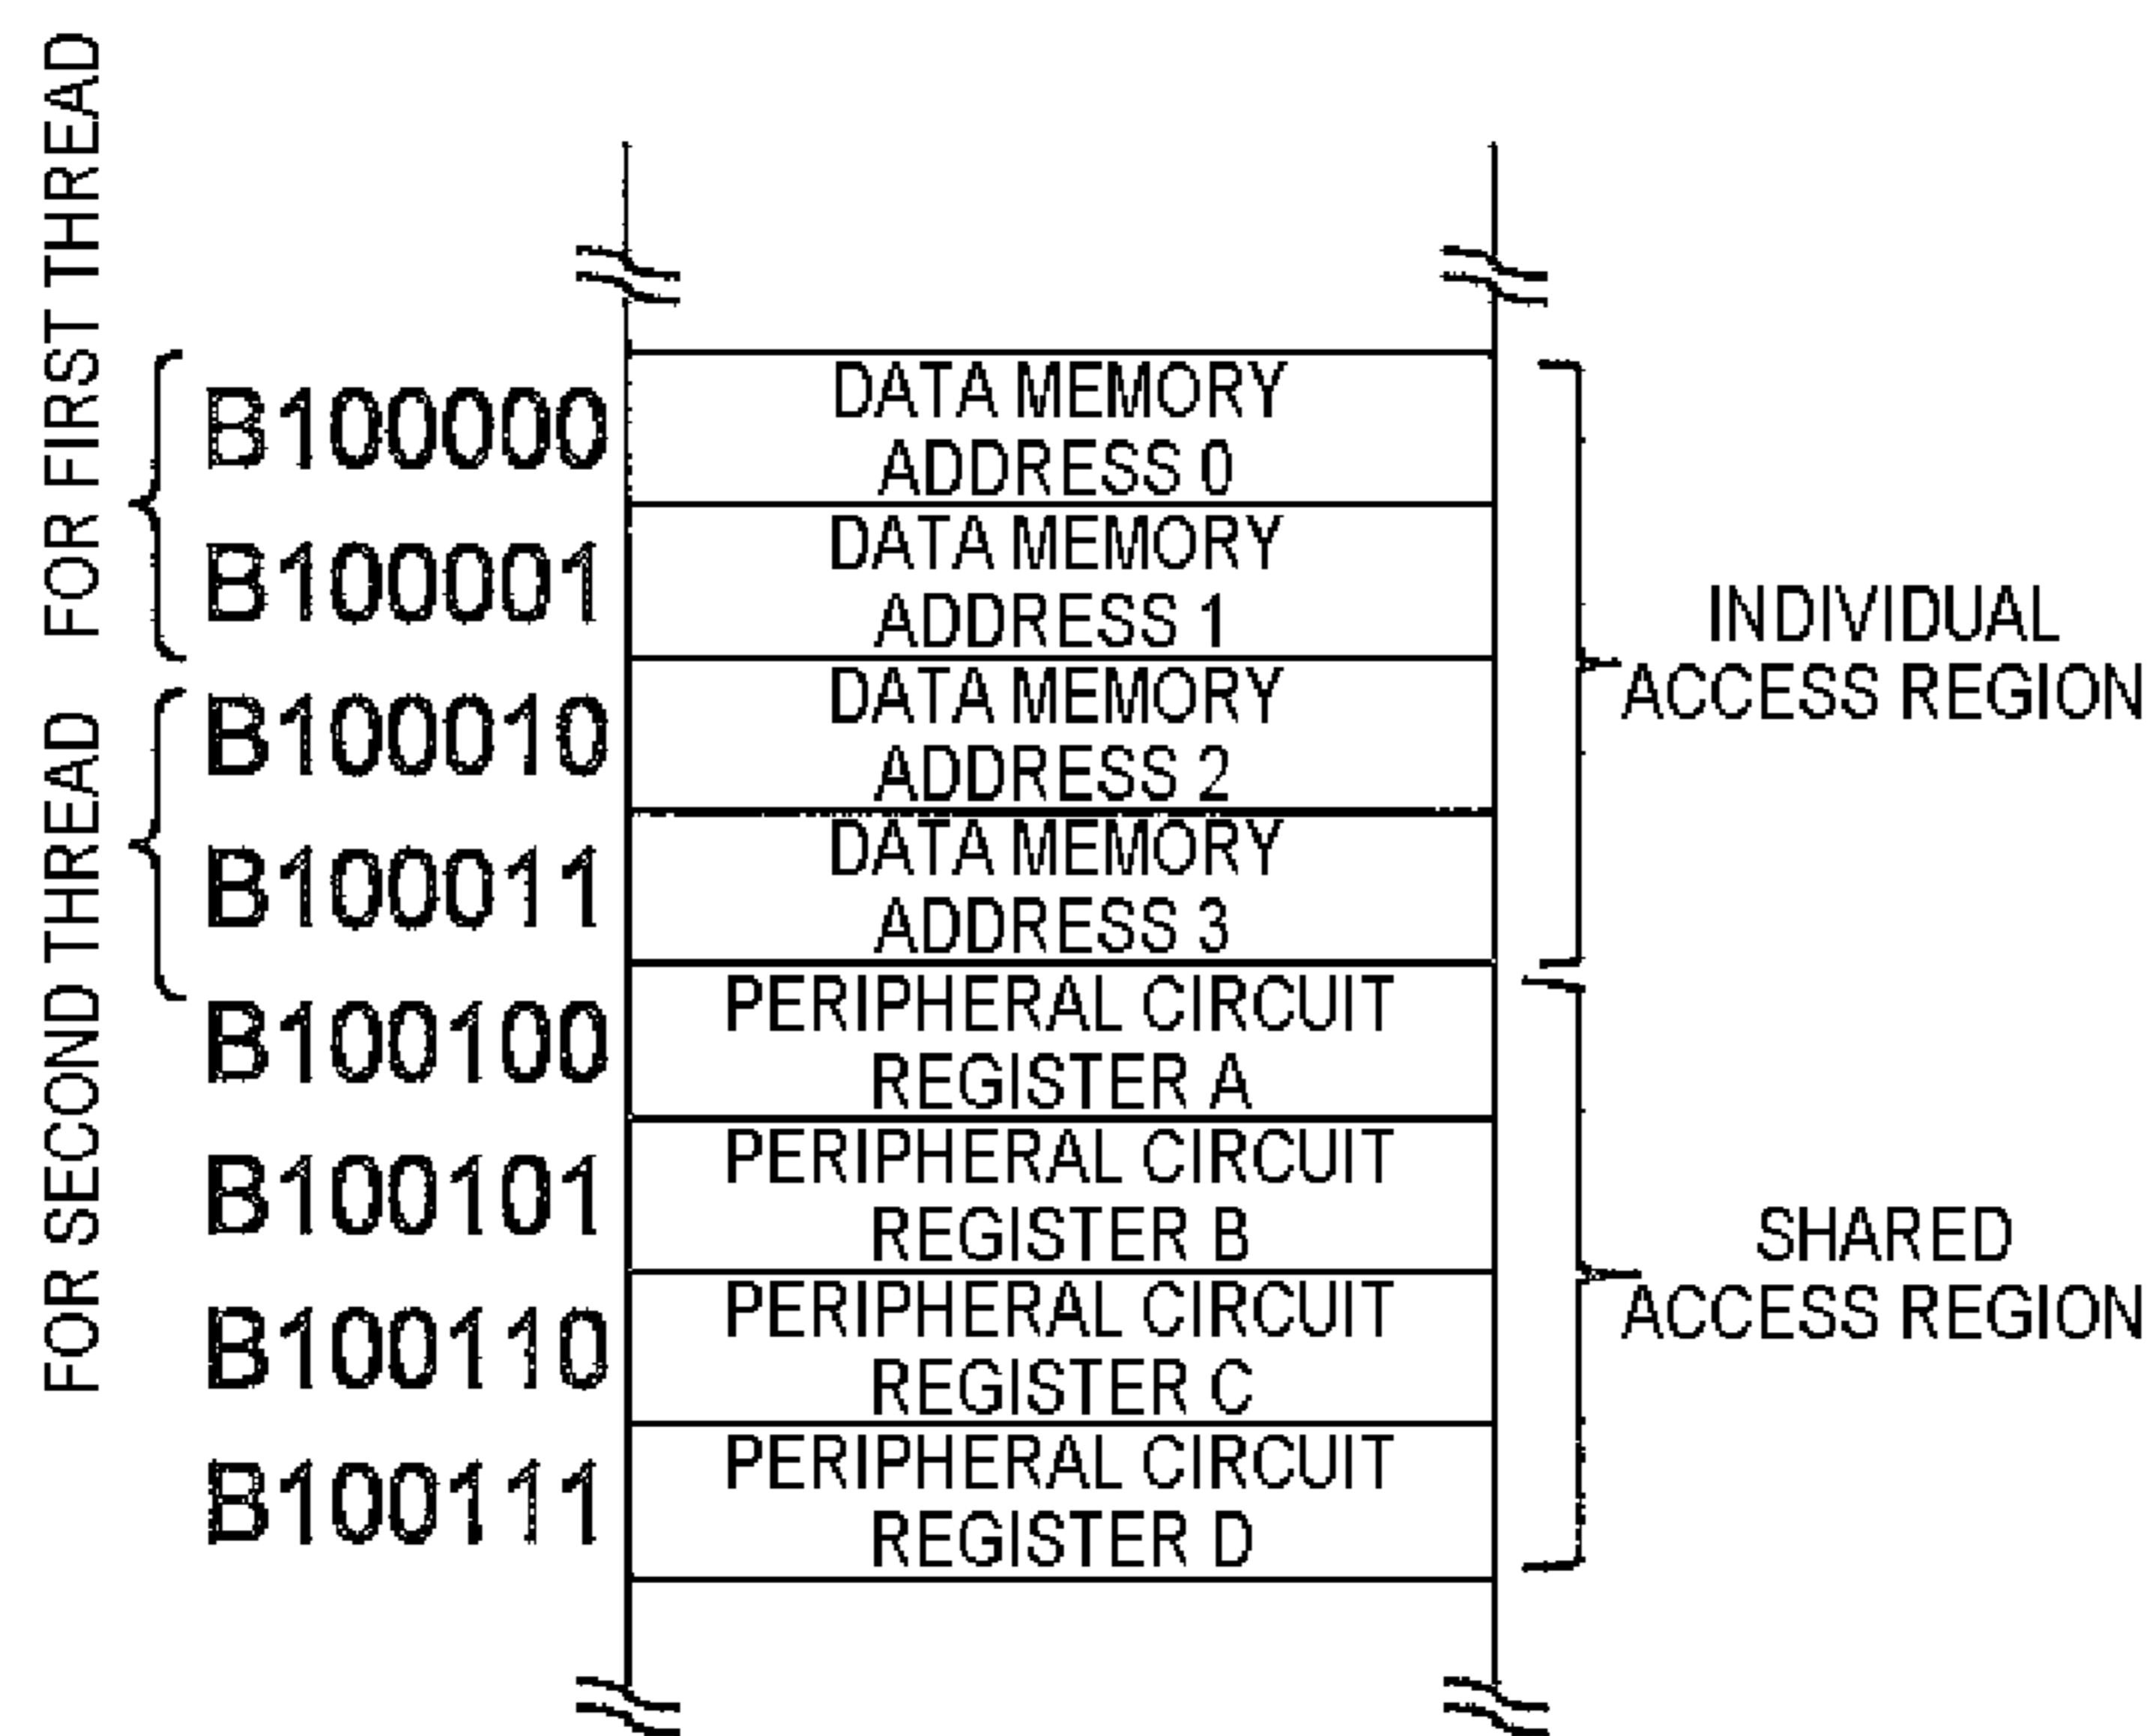 FOR FIRST THREAD
FOR SECOND THREAD
B100000
DATA MEMORY
ADDRESS 0
B100001
DATA MEMORY
ADDRESS 1
B100010
DATA MEMORY
ADDRESS 2
B100011
DATA MEMORY
ADDRESS 3
B100100
PERIPHERAL CIRCUIT
REGISTER A
B100101
PERIPHERAL CIRCUIT
REGISTER B
B100110
PERIPHERAL CIRCUIT
REGISTER C
B100111
PERIPHERAL CIRCUIT
REGISTER D
INDIVIDUAL
ACCESS REGION
SHARED
ACCESS REGION